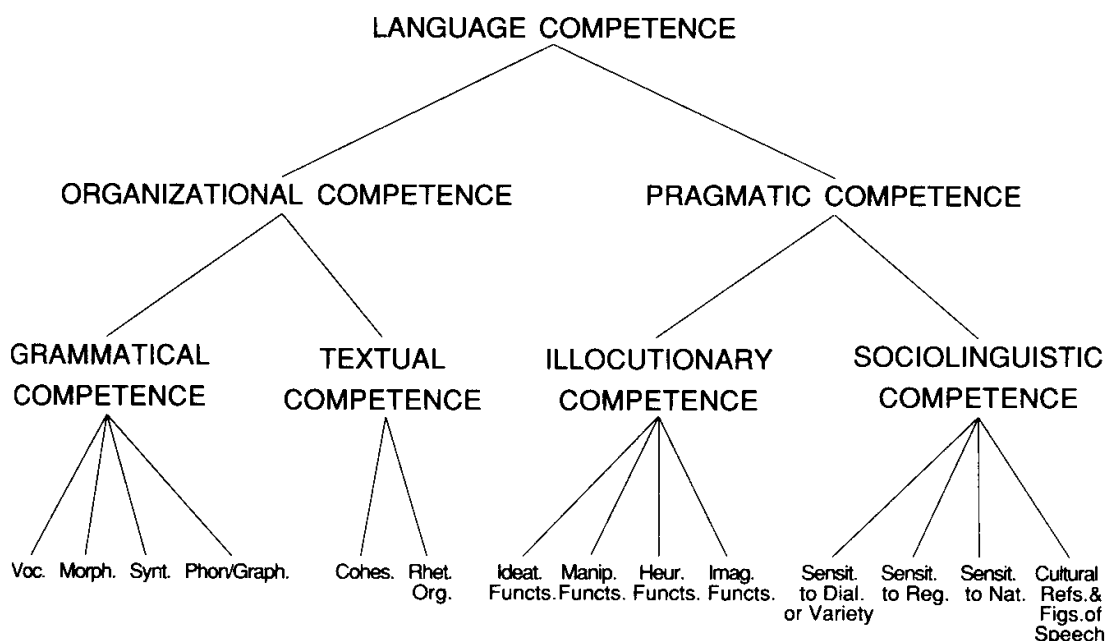 LANGUAGE COMPETENCE
ORGANIZATIONAL COMPETENCE
PRAGMATIC COMPETENCE
GRAMMATICAL
COMPETENCE
TEXTUAL
COMPETENCE
ILLOCUTIONARY
COMPETENCE
SOCIOLINGUISTIC
COMPETENCE
Voc.
Morph.
Synt.
Phon/Graph.
Cohes.
Rhet.
Org.
Ideat.
Functs.
Manip.
Functs.
Heur.
Functs.
Imag.
Functs.
Sensit.
to Dial.
or Variety
Sensit.
to Reg.
Sensit.
to Nat.
Cultural
Refs.&
Figs.of
Speech